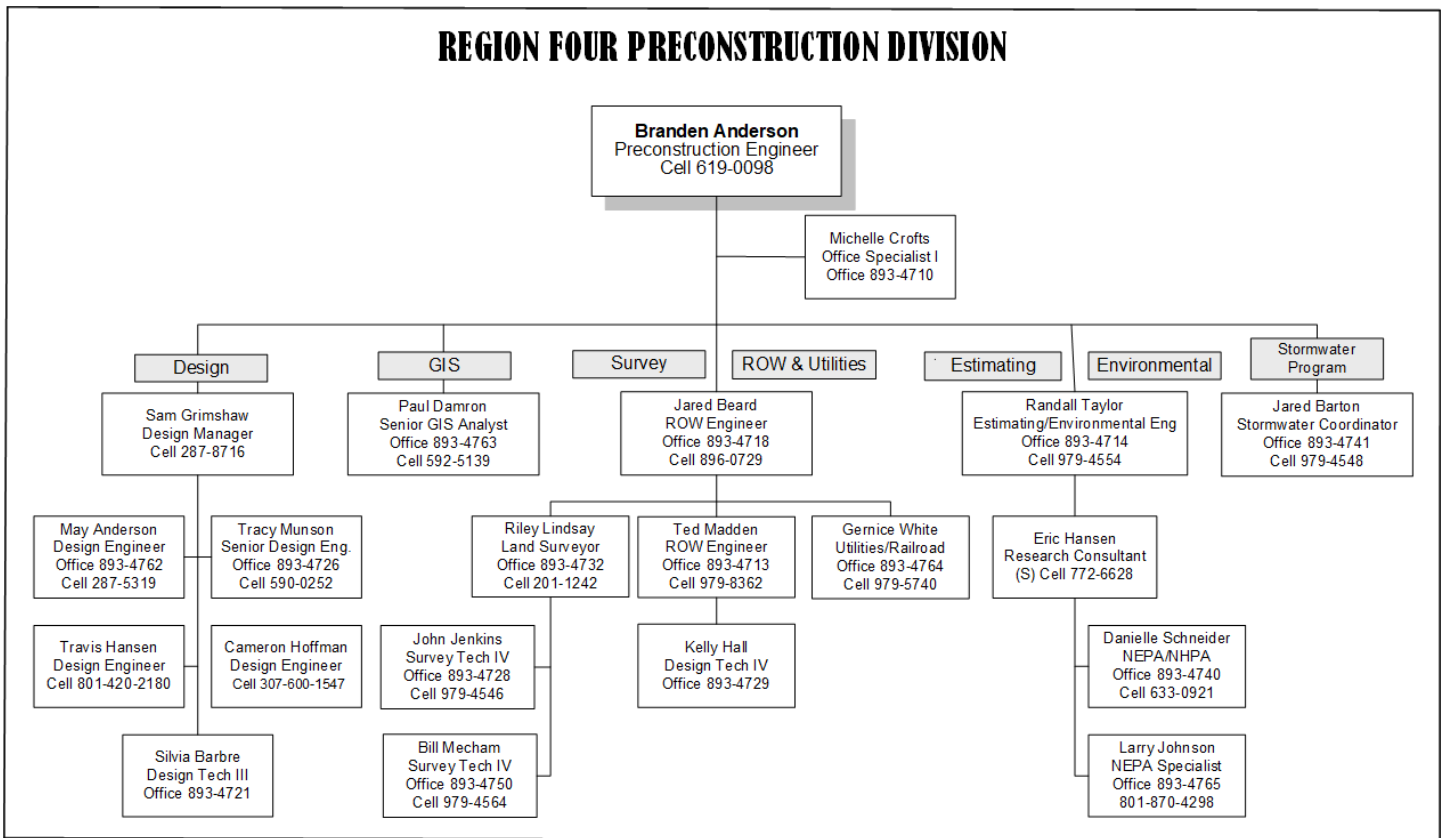 REGION FOUR PRECONSTRUCTION DIVISION
Branden Anderson
Preconstruction Engineer
Cell 619-0098
Michelle Crofts
Office Specialist I
Office 893-4710
Design
GIS
Survey
ROW & Utilities
Estimating
Environmental
Stormwater
Program
Sam Grimshaw
Design Manager
Cell 287-8716
Paul Damron
Senior GIS Analyst
Office 893-4763
Cell 592-5139
Jared Beard
ROW Engineer
Office 893-4718
Cell 896-0729
Randall Taylor
Estimating/Environmental Eng
Office 893-4714
Cell 979-4554
Jared Barton
Stormwater Coordinator
Office 893-4741
Cell 979-4548
May Anderson
Design Engineer
Office 893-4762
Cell 287-5319
Tracy Munson
Senior Design Eng.
Office 893-4726
Cell 590-0252
Riley Lindsay
Land Surveyor
Office 893-4732
Cell 201-1242
Ted Madden
ROW Engineer
Office 893-4713
Cell 979-8362
Gernice White
Utilities/Railroad
Office 893-4764
Cell 979-5740
Eric Hansen
Research Consultant
(S) Cell 772-6628
Travis Hansen
Design Engineer
Cell 801-420-2180
Cameron Hoffman
Design Engineer
Cell 307-600-1547
John Jenkins
Survey Tech IV
Office 893-4728
Cell 979-4546
Kelly Hall
Design Tech IV
Office 893-4729
Danielle Schneider
NEPA/NHPA
Office 893-4740
Cell 633-0921
Silvia Barbre
Design Tech III
Office 893-4721
Bill Mecham
Survey Tech IV
Office 893-4750
Cell 979-4564
Larry Johnson
NEPA Specialist
Office 893-4765
801-870-4298